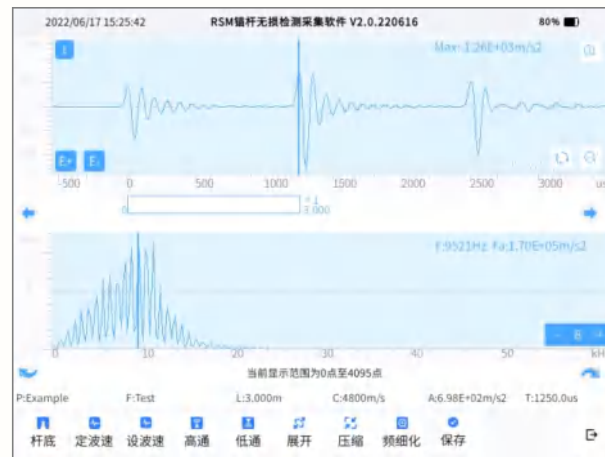 2022/06/17 15:25:42 RSM锚杆无损检测采集软件 V2.0.220616 80%
Max: 1.26E+03m/s2
-500 0 500 1000 1500 2000 2500 3000 us
0 3.000
F:9521Hz Fa:1.70E+05m/s2
0 10 20 30 40 50 kH
当前显示范围为0点至4095点
P:Example F:Test L:3.000m C:4800m/s A:6.98E+02m/s2 T:1250.0us
杆底 定波速 设波速 高通 低通 展开 压缩 频细化 保存